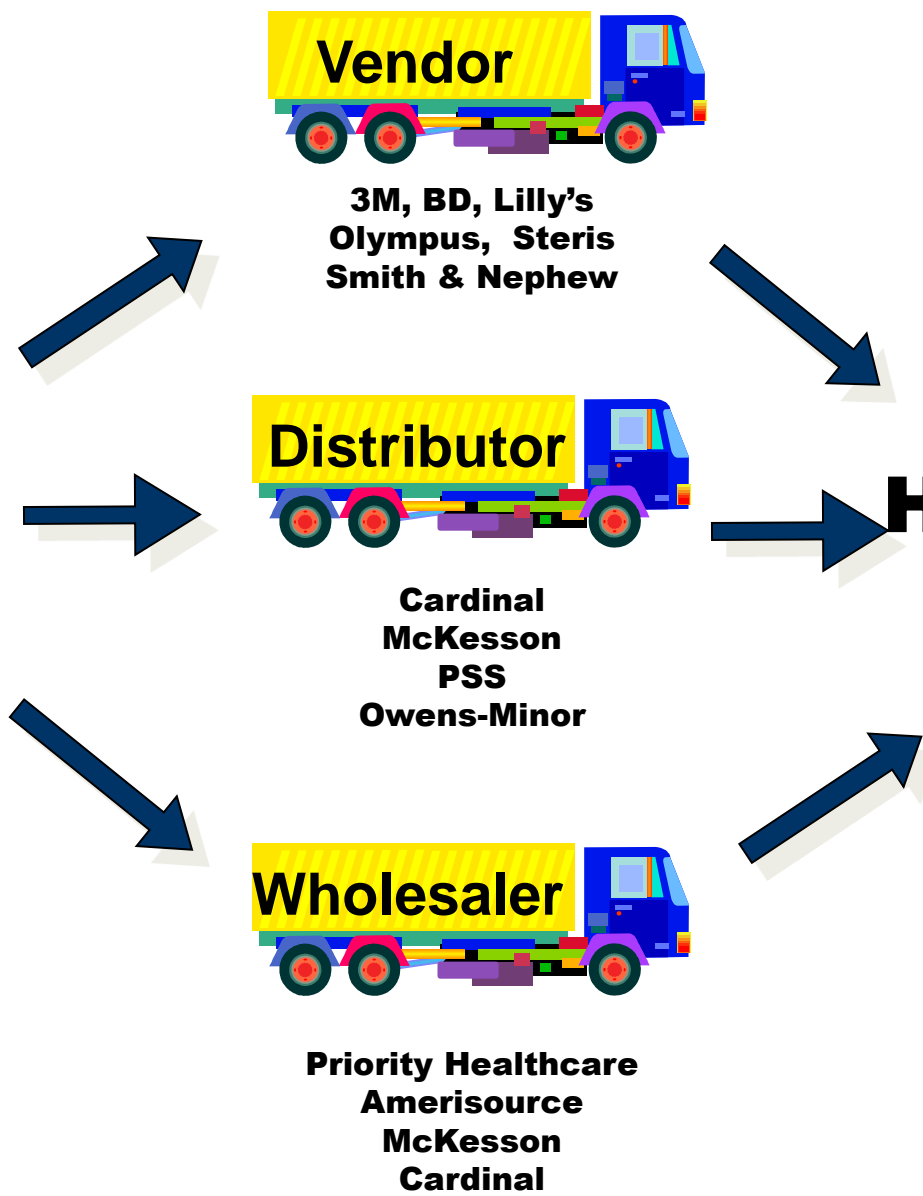 Vendor
3M, BD, Lilly’s
Olympus, Steris
Smith & Nephew
Distributor
H
Cardinal
McKesson
PSS
Owens-Minor
Wholesaler
Priority Healthcare
Amerisource
McKesson
Cardinal